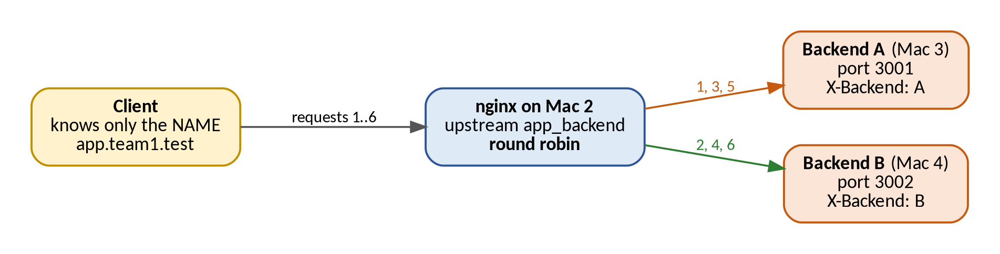 Client
knows only the NAME
app.team1.test
requests 1..6
nginx on Mac 2
upstream app_backend
round robin
1, 3, 5
2, 4, 6
Backend A (Mac 3)
port 3001
X-Backend: A
Backend B (Mac 4)
port 3002
X-Backend: B